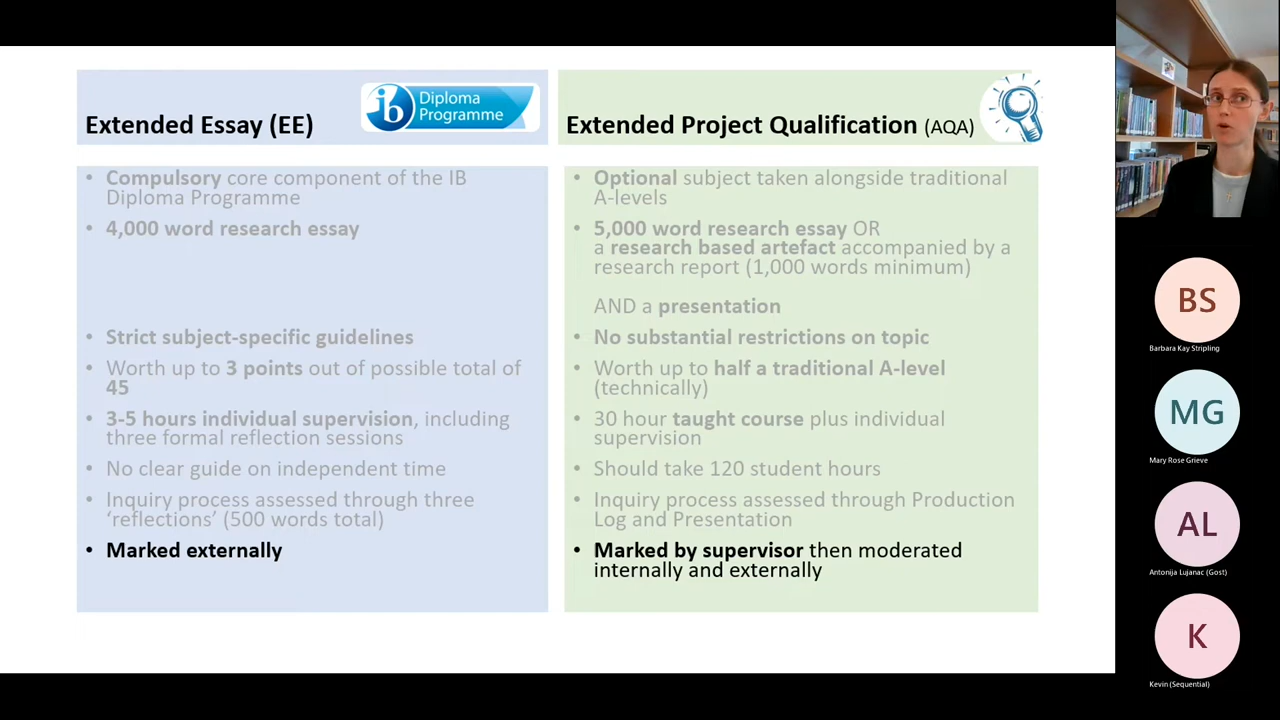 Extended Essay (EE)
ib
Diploma
Programme
• Compulsory core component of the IB
Diploma Programme
• 4,000 word research essay
• Strict subject-specific guidelines
• Worth up to 3 points out of possible total of
45
• 3-5 hours individual supervision, including
three formal reflection sessions
• No clear guide on independent time
• Inquiry process assessed through three
‘reflections’ (500 words total)
• Marked externally
Extended Project Qualification (AQA)
• Optional subject taken alongside traditional
A-levels
• 5,000 word research essay OR
a research based artefact accompanied by a
research report (1,000 words minimum)
AND a presentation
• No substantial restrictions on topic
• Worth up to half a traditional A-level
(technically)
• 30 hour taught course plus individual
supervision
• Should take 120 student hours
• Inquiry process assessed through Production
Log and Presentation
• Marked by supervisor then moderated
internally and externally
BS
Barbara Kay Stripling
MG
Mary Rose Grieve
AL
Antonija Lujanac (Gost)
K
Kevin (Sequential)